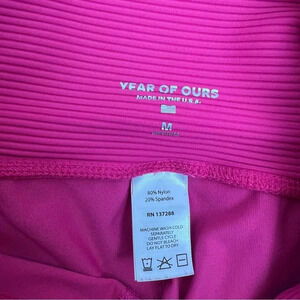 YEAR OF OURS
MADE IN THE U.S.A.
M
80% Nylon
20% Spandex
RN 137288
MACHINE WASH COLD
SEPARATELY
GENTLE CYCLE
DO NOT BLEACH
LAY FLAT TO DRY